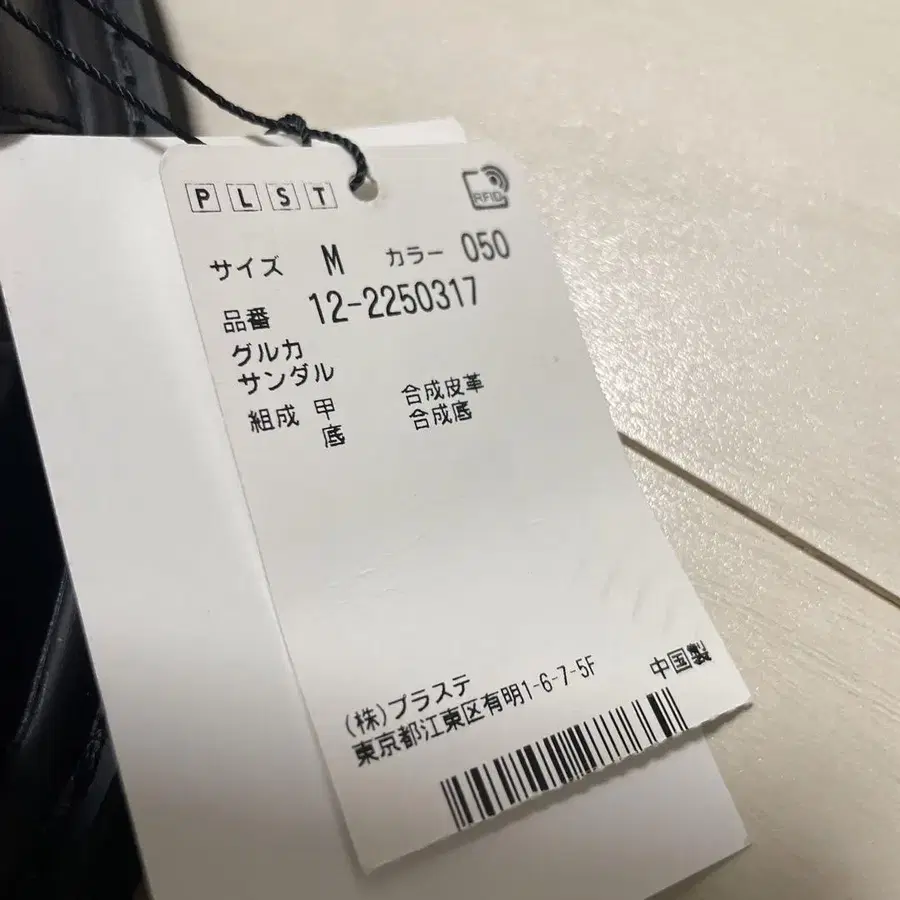 PLST
RFID
サイズ M カラー 050
品番 12-2250317
グルカ
サンダル
組成 甲 合成皮革
底 合成底
(株)プラステ 中国製
東京都江東区有明1-6-7-5F